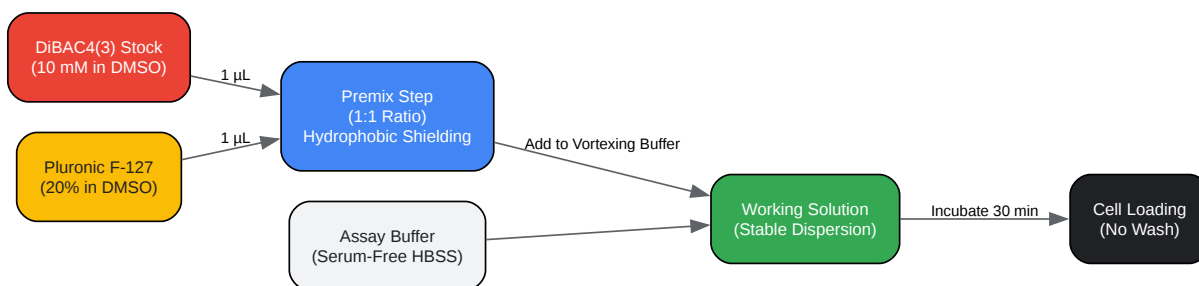 DiBAC4(3) Stock
(10 mM in DMSO)
1 µL
Pluronic F-127
(20% in DMSO)
1 µL
Premix Step
(1:1 Ratio)
Hydrophobic Shielding
Add to Vortexing Buffer
Assay Buffer
(Serum-Free HBSS)
Working Solution
(Stable Dispersion)
Incubate 30 min
Cell Loading
(No Wash)